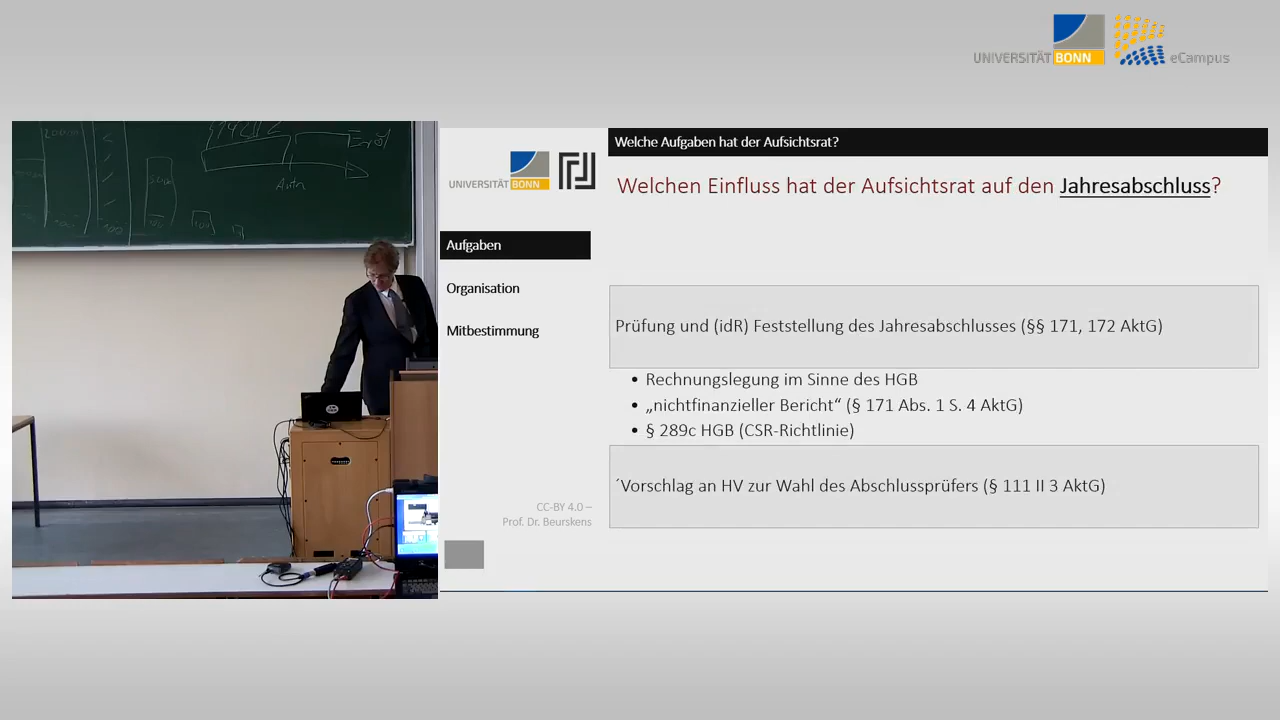 UNIVERSITÄT BONN
eCampus
Welche Aufgaben hat der Aufsichtsrat?
UNIVERSITÄT BONN
Welchen Einfluss hat der Aufsichtsrat auf den Jahresabschluss?
Aufgaben
Organisation
Mitbestimmung
Prüfung und (idR) Feststellung des Jahresabschlusses (§§ 171, 172 AktG)
• Rechnungslegung im Sinne des HGB
• „nichtfinanzieller Bericht“ (§ 171 Abs. 1 S. 4 AktG)
• § 289c HGB (CSR-Richtlinie)
´Vorschlag an HV zur Wahl des Abschlussprüfers (§ 111 II 3 AktG)
CC-BY 4.0 –
Prof. Dr. Beurskens